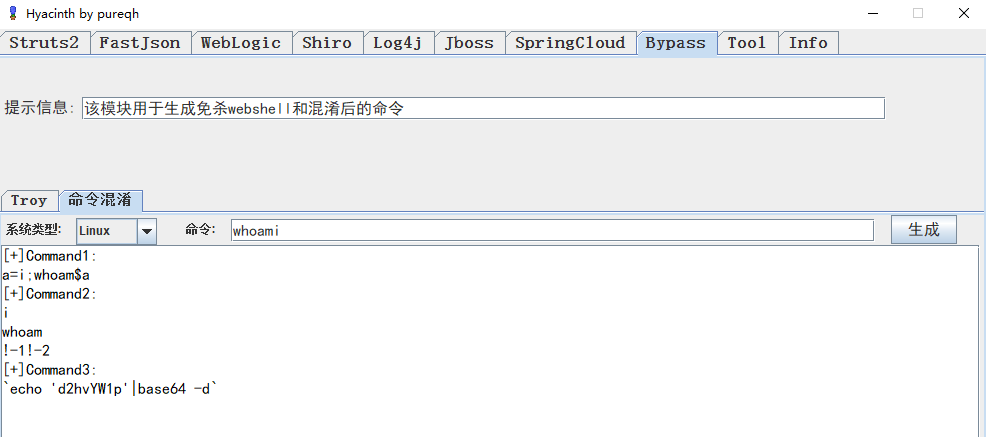 Hyacinth by pureqh
Struts2 FastJson WebLogic Shiro Log4j Jboss SpringCloud Bypass Tool Info
提示信息: 该模块用于生成免杀webshell和混淆后的命令
Troy 命令混淆
系统类型: Linux 命令: whoami 生成
[+]Command1:
a=i;whoam$a
[+]Command2:
i
whoam
!-1!-2
[+]Command3:
`echo 'd2hvYW1p'|base64 -d`